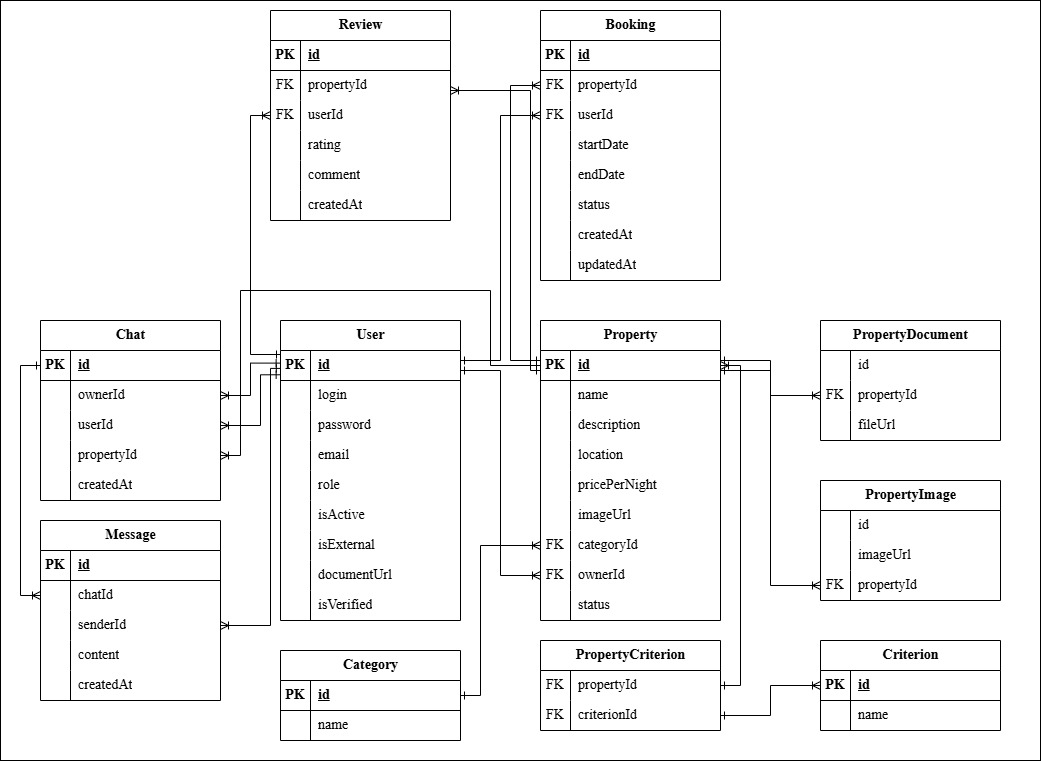 Review
PK id
FK propertyId
FK userId
rating
comment
createdAt
Booking
PK id
FK propertyId
FK userId
startDate
endDate
status
createdAt
updatedAt
Chat
PK id
ownerId
userId
propertyId
createdAt
User
PK id
login
password
email
role
isActive
isExternal
documentUrl
isVerified
Property
PK id
name
description
location
pricePerNight
imageUrl
FK categoryId
FK ownerId
status
PropertyDocument
id
FK propertyId
fileUrl
PropertyImage
id
imageUrl
FK propertyId
Message
PK id
chatId
senderId
content
createdAt
Category
PK id
name
PropertyCriterion
FK propertyId
FK criterionId
Criterion
PK id
name